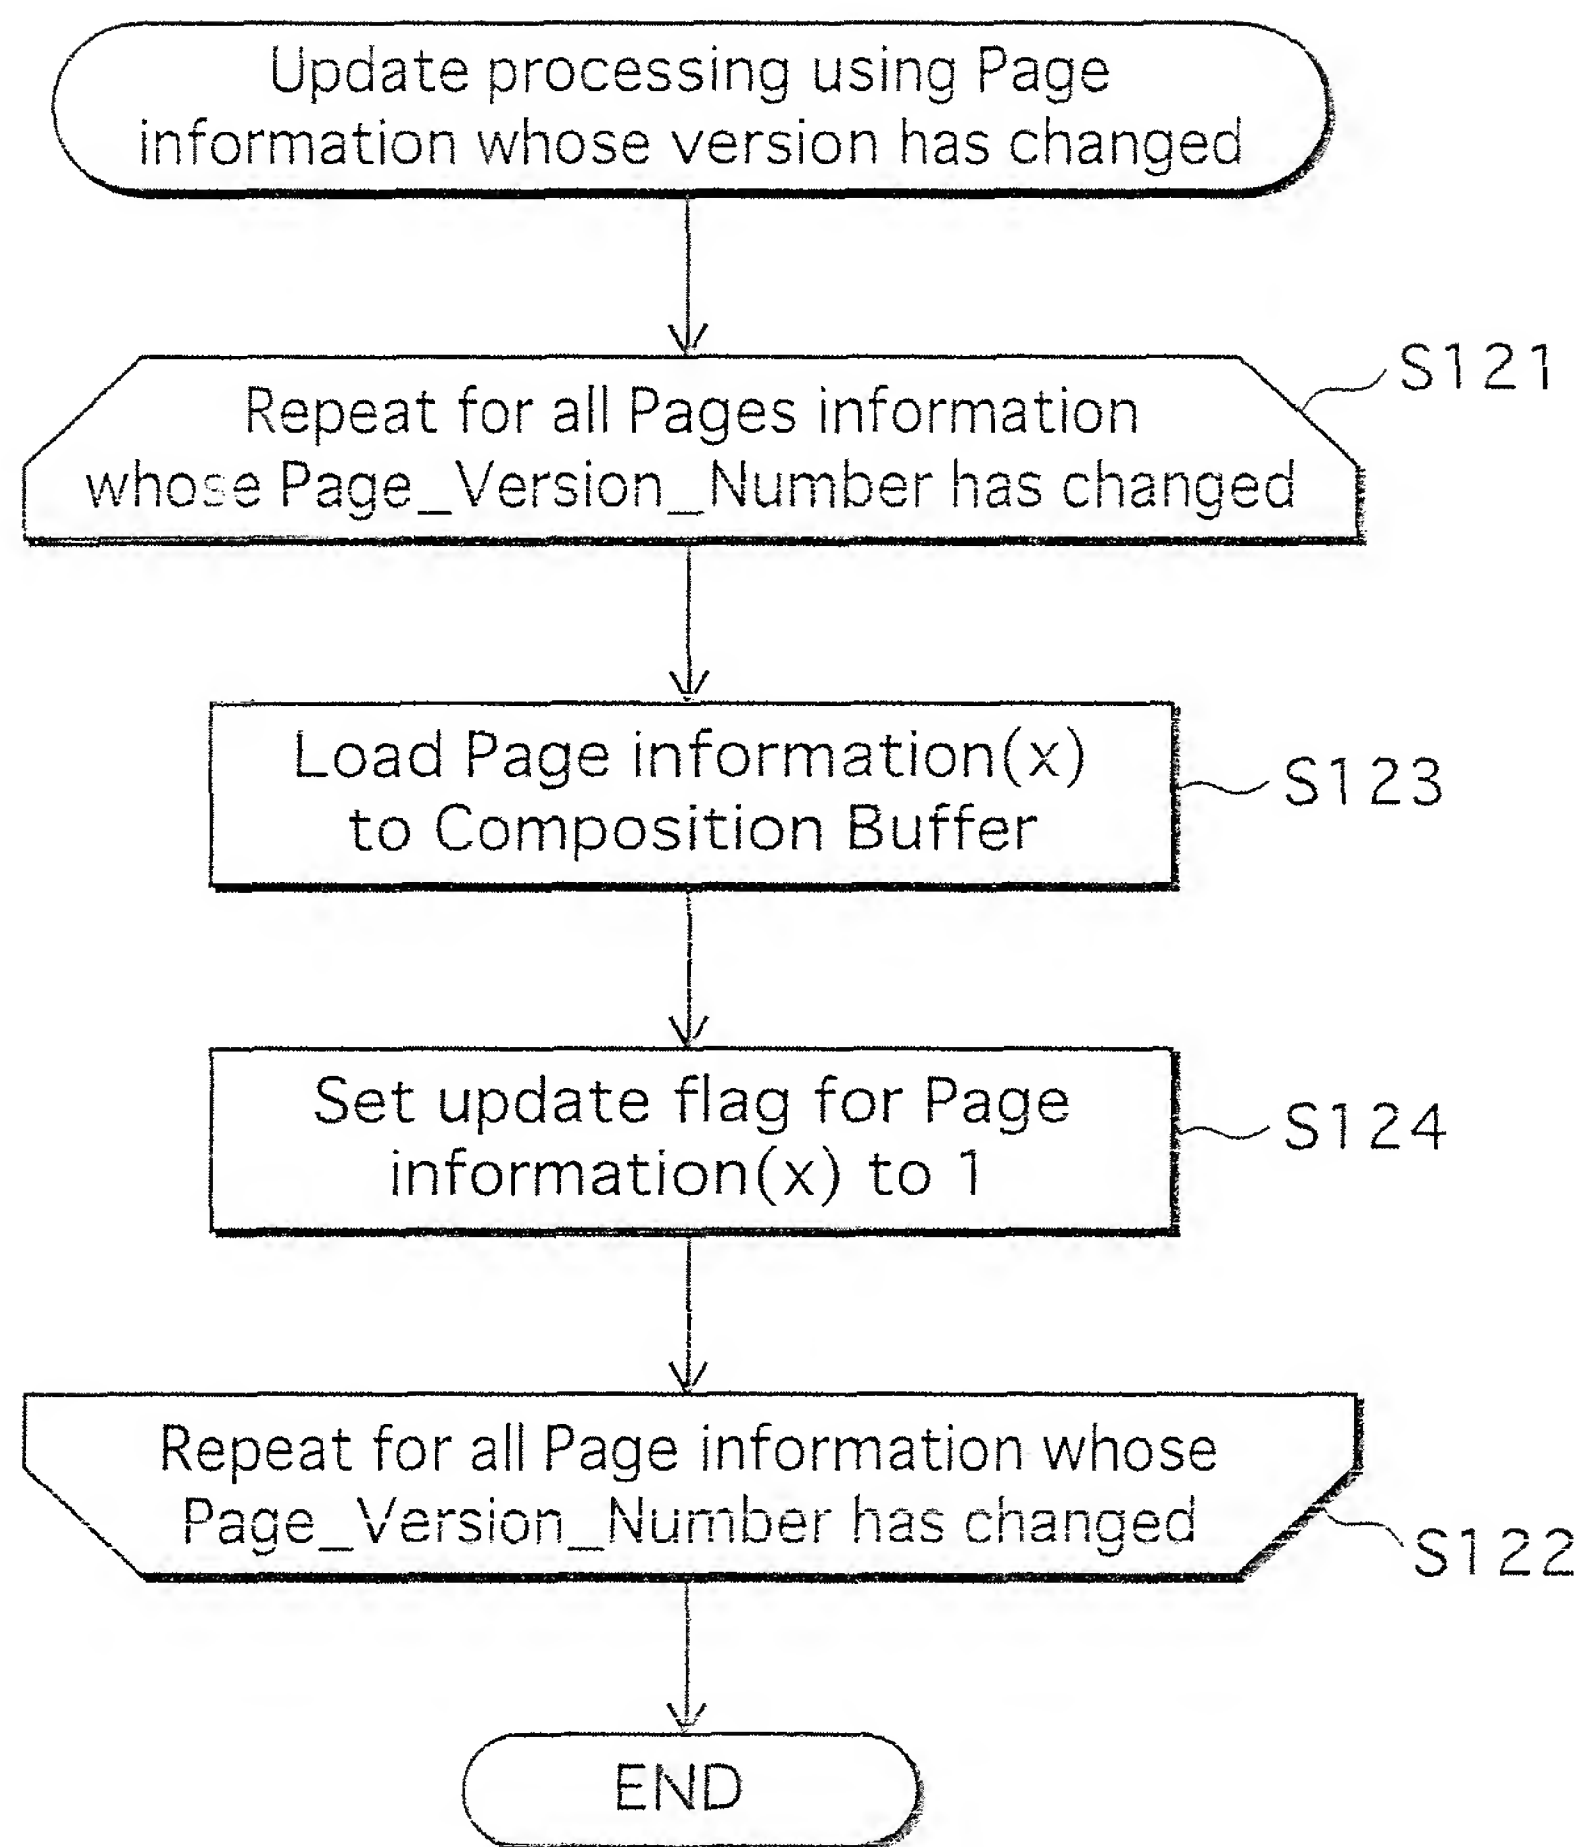 Update processing using Page
information whose version has changed
S121
Repeat for all Pages information
whose Page_Version_Number has changed
Load Page information(x)
to Composition Buffer
S123
Set update flag for Page
information(x) to 1
S124
Repeat for all Page information whose
Page_Version_Number has changed
S122
END